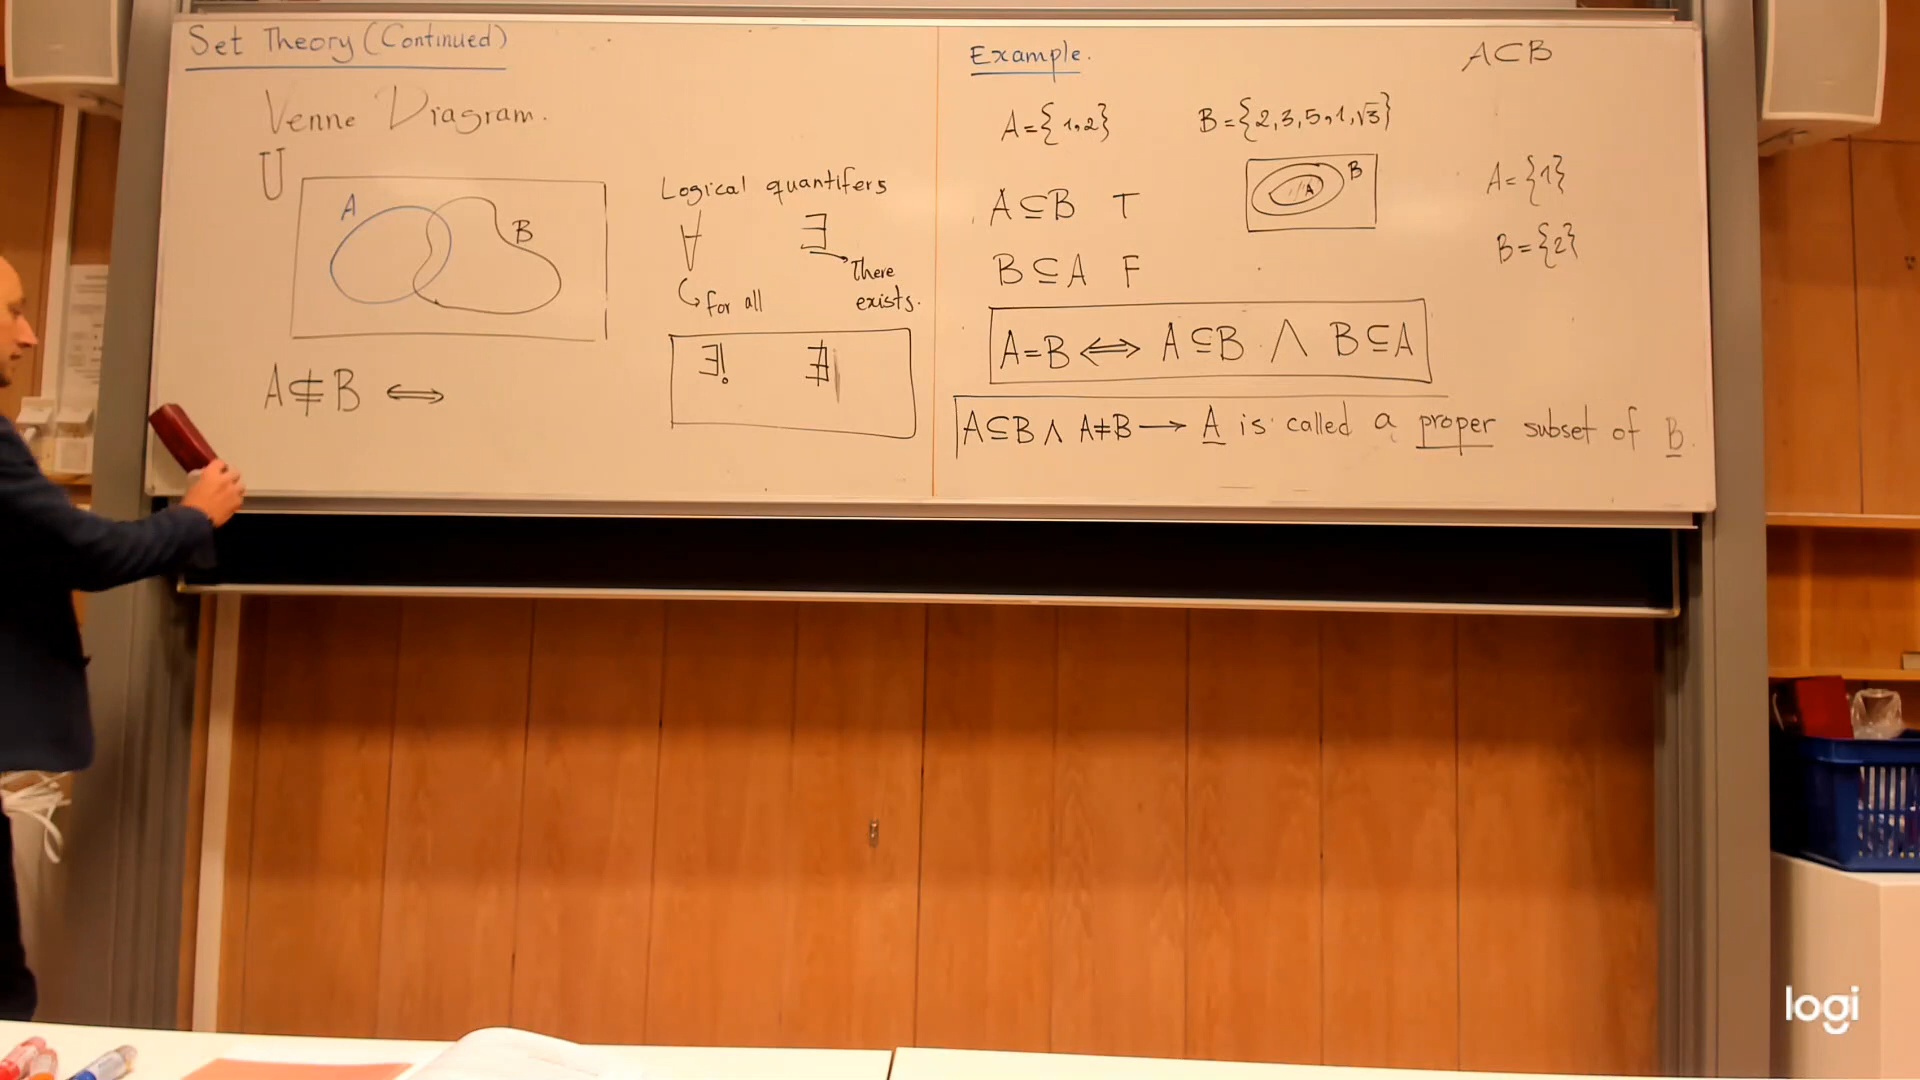 Set Theory (Continued)
Venne Diagram.
U
A
B
A ⊈ B ⟺
Logical quantifers
∀
for all
∃
There
exists.
∃!
∄
Example.
A⊂B
A={1,2}
B={2,3,5,1,√3}
B
A
A={1}
B={2}
A⊆B T
B⊆A F
A=B ⟺ A⊆B ∧ B⊆A
A⊆B ∧ A≠B → A is called a proper subset of B.
logi